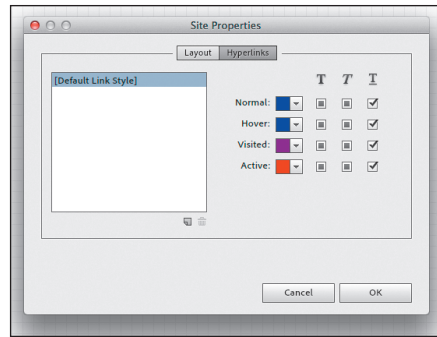 Site Properties
Layout Hyperlinks
[Default Link Style]
T T T
Normal:
Hover:
Visited:
Active:
Cancel OK